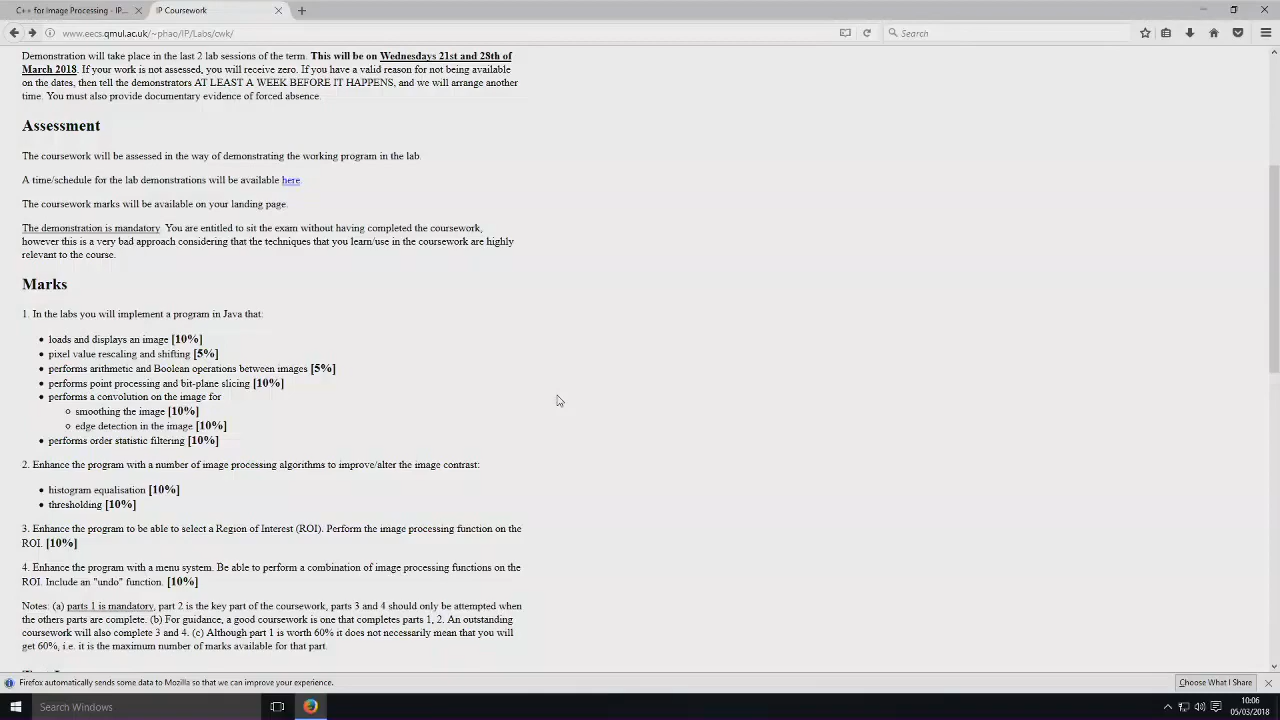 C++ for Image Processing - IP...
IP Coursework
www.eecs.qmul.ac.uk/~phao/IP/Labs/cwk/
Search
Demonstration will take place in the last 2 lab sessions of the term. This will be on Wednesdays 21st and 28th of
March 2018. If your work is not assessed, you will receive zero. If you have a valid reason for not being available
on the dates, then tell the demonstrators AT LEAST A WEEK BEFORE IT HAPPENS, and we will arrange another
time. You must also provide documentary evidence of forced absence.
Assessment
The coursework will be assessed in the way of demonstrating the working program in the lab.
A time/schedule for the lab demonstrations will be available here.
The coursework marks will be available on your landing page.
The demonstration is mandatory. You are entitled to sit the exam without having completed the coursework,
however this is a very bad approach considering that the techniques that you learn/use in the coursework are highly
relevant to the course.
Marks
1. In the labs you will implement a program in Java that:
• loads and displays an image [10%]
• pixel value rescaling and shifting [5%]
• performs arithmetic and Boolean operations between images [5%]
• performs point processing and bit-plane slicing [10%]
• performs a convolution on the image for
○ smoothing the image [10%]
○ edge detection in the image [10%]
• performs order statistic filtering [10%]
2. Enhance the program with a number of image processing algorithms to improve/alter the image contrast:
• histogram equalisation [10%]
• thresholding [10%]
3. Enhance the program to be able to select a Region of Interest (ROI). Perform the image processing function on the
ROI. [10%]
4. Enhance the program with a menu system. Be able to perform a combination of image processing functions on the
ROI. Include an "undo" function. [10%]
Notes: (a) parts 1 is mandatory, part 2 is the key part of the coursework, parts 3 and 4 should only be attempted when
the others parts are complete. (b) For guidance, a good coursework is one that completes parts 1, 2. An outstanding
coursework will also complete 3 and 4. (c) Although part 1 is worth 60% it does not necessarily mean that you will
get 60%, i.e. it is the maximum number of marks available for that part.
Firefox automatically sends some data to Mozilla so that we can improve your experience.
Choose What I Share
Search Windows
10:06
05/03/2018